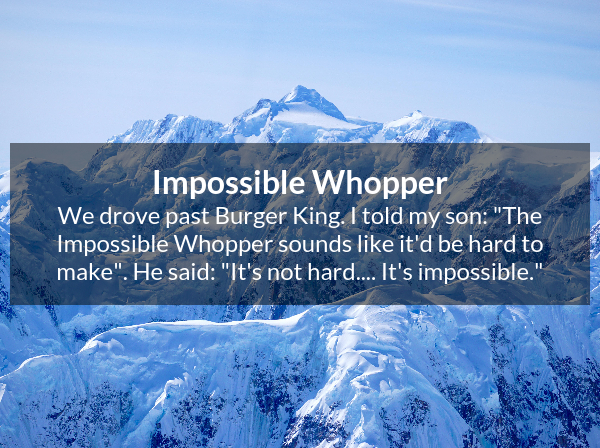 Impossible Whopper
We drove past Burger King. I told my son: "The
Impossible Whopper sounds like it'd be hard to
make". He said: "It's not hard.... It's impossible."